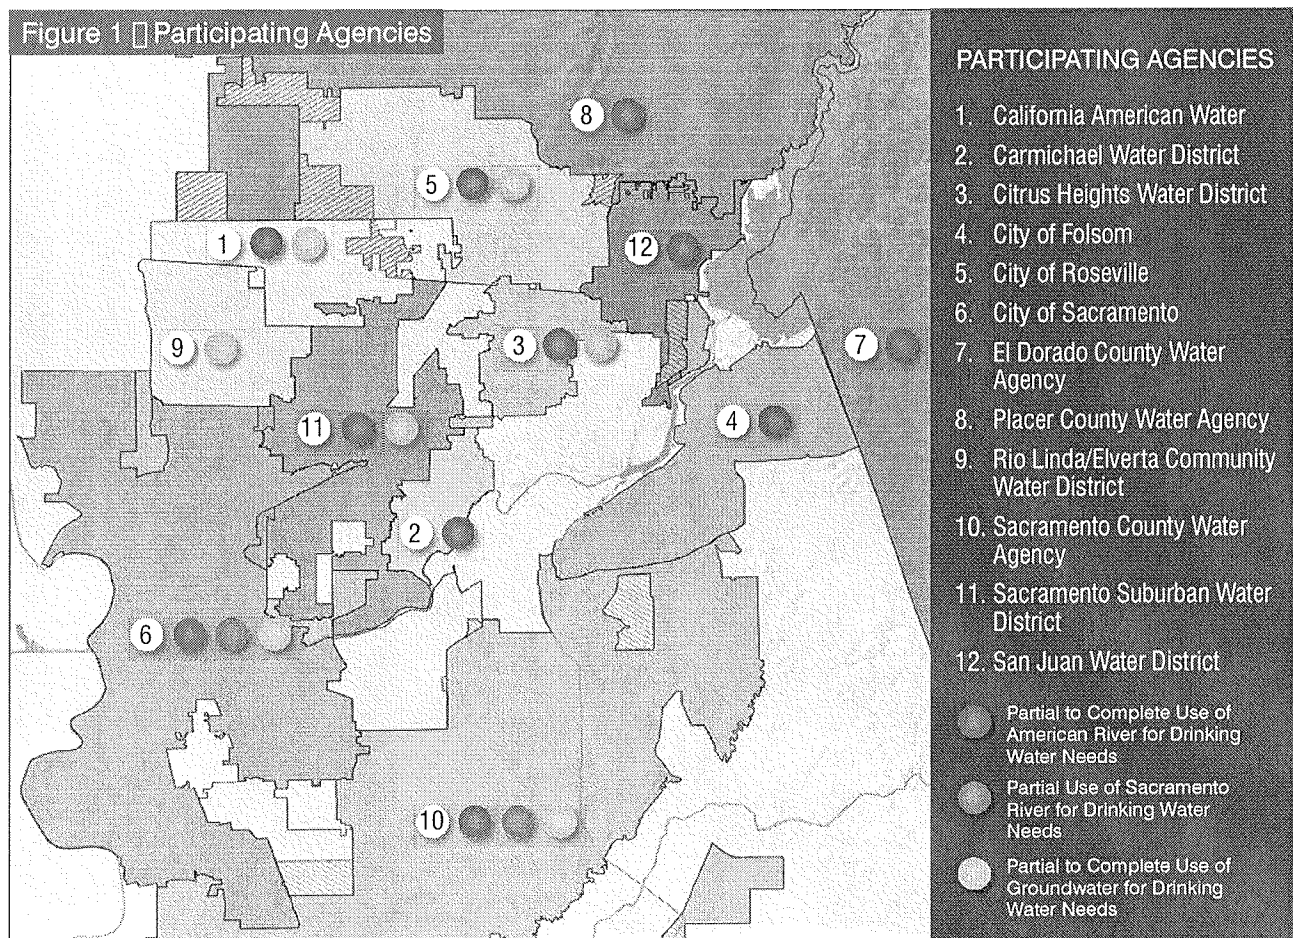 Figure 1 ▯ Participating Agencies
PARTICIPATING AGENCIES
1. California American Water
2. Carmichael Water District
3. Citrus Heights Water District
4. City of Folsom
5. City of Roseville
6. City of Sacramento
7. El Dorado County Water
Agency
8. Placer County Water Agency
9. Rio Linda/Elverta Community
Water District
10. Sacramento County Water
Agency
11. Sacramento Suburban Water
District
12. San Juan Water District
Partial to Complete Use of
American River for Drinking
Water Needs
Partial Use of Sacramento
River for Drinking Water
Needs
Partial to Complete Use of
Groundwater for Drinking
Water Needs
8
5
1
12
9
3
7
11
4
2
6
10